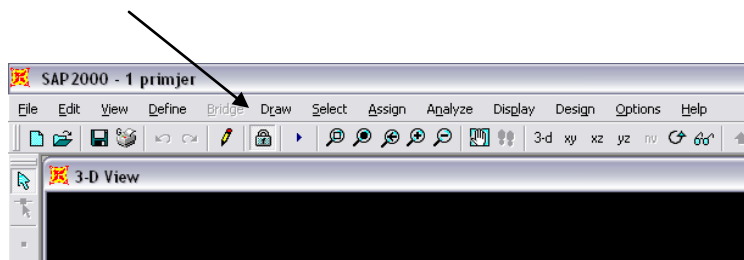 SAP2000 - 1 primjer
File Edit View Define Bridge Draw Select Assign Analyze Display Design Options Help
3-d xy xz yz nv
3-D View